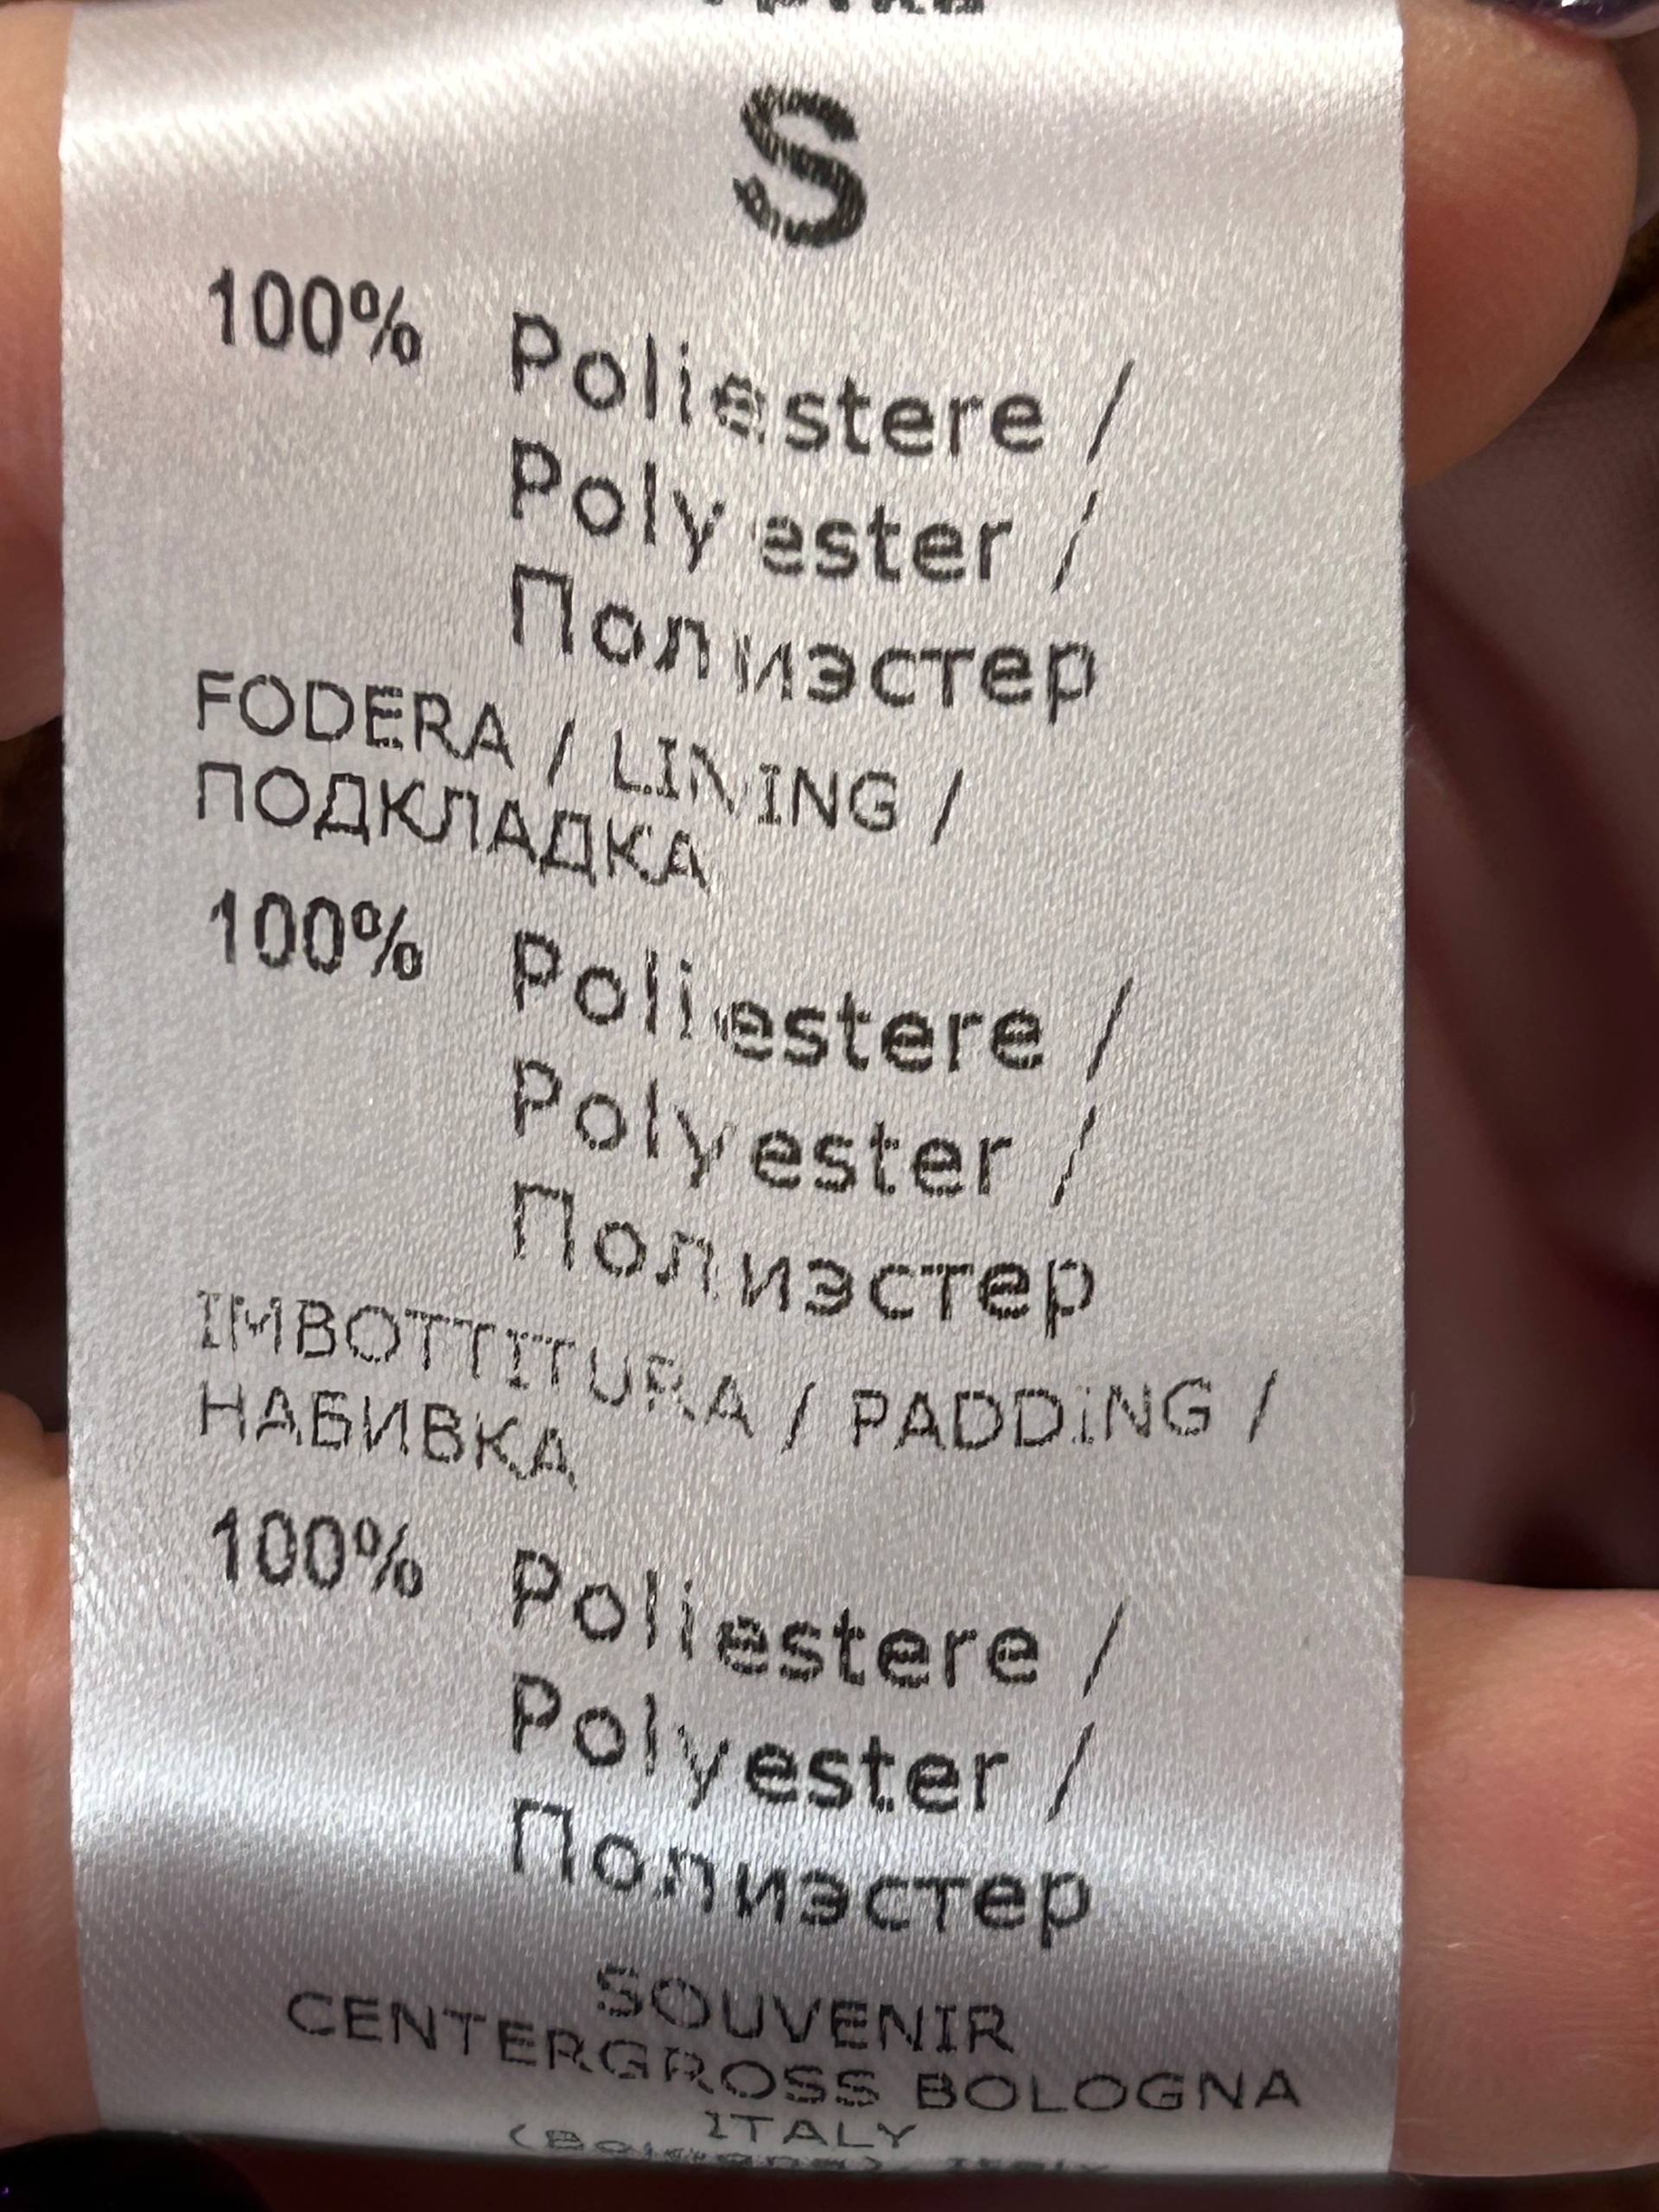 S
100% Poliestere /
Polyester /
Полиэстер
FODERA / LINING /
ПОДКЛАДКА
100% Poliestere /
Polyester /
Полиэстер
IMBOTTITURA / PADDING /
НАБИВКА
100% Poliestere /
Polyester /
Полиэстер
SOUVENIR
CENTERGROSS BOLOGNA
ITALY